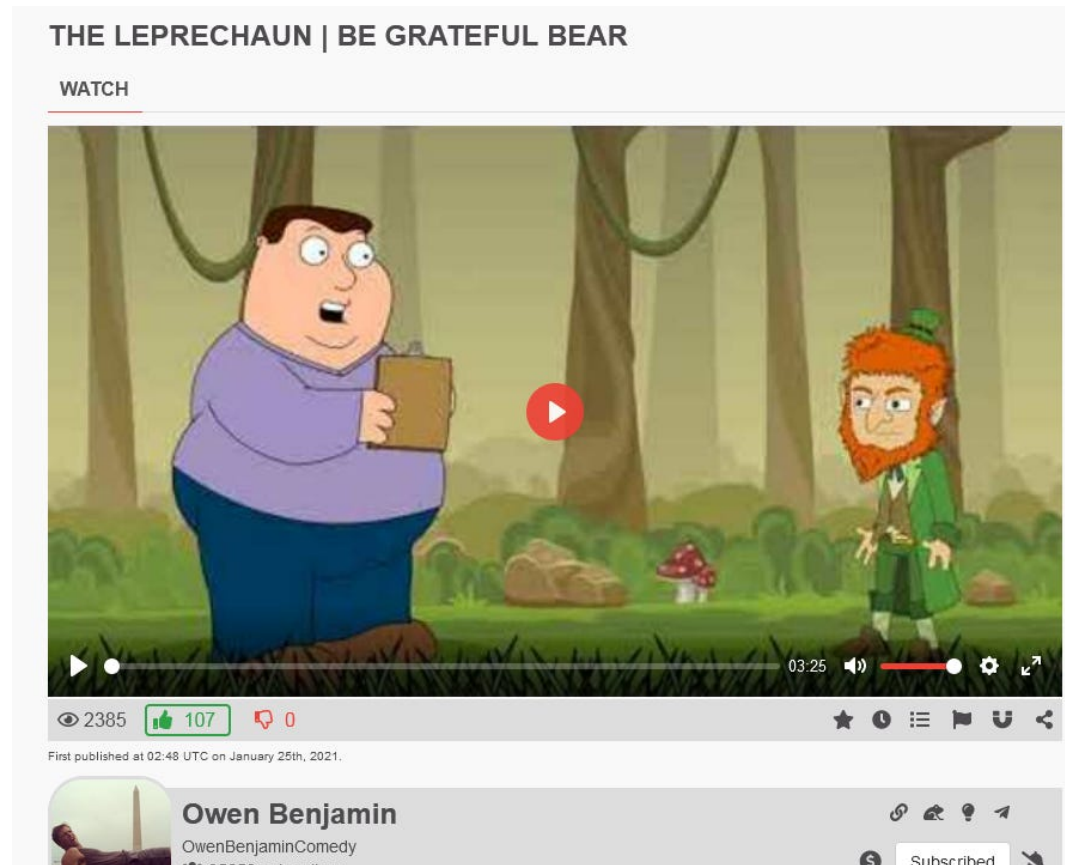 THE LEPRECHAUN | BE GRATEFUL BEAR
WATCH
03:25
2385 107 0
First published at 02:48 UTC on January 25th, 2021.
Owen Benjamin
OwenBenjaminComedy
Subscribed